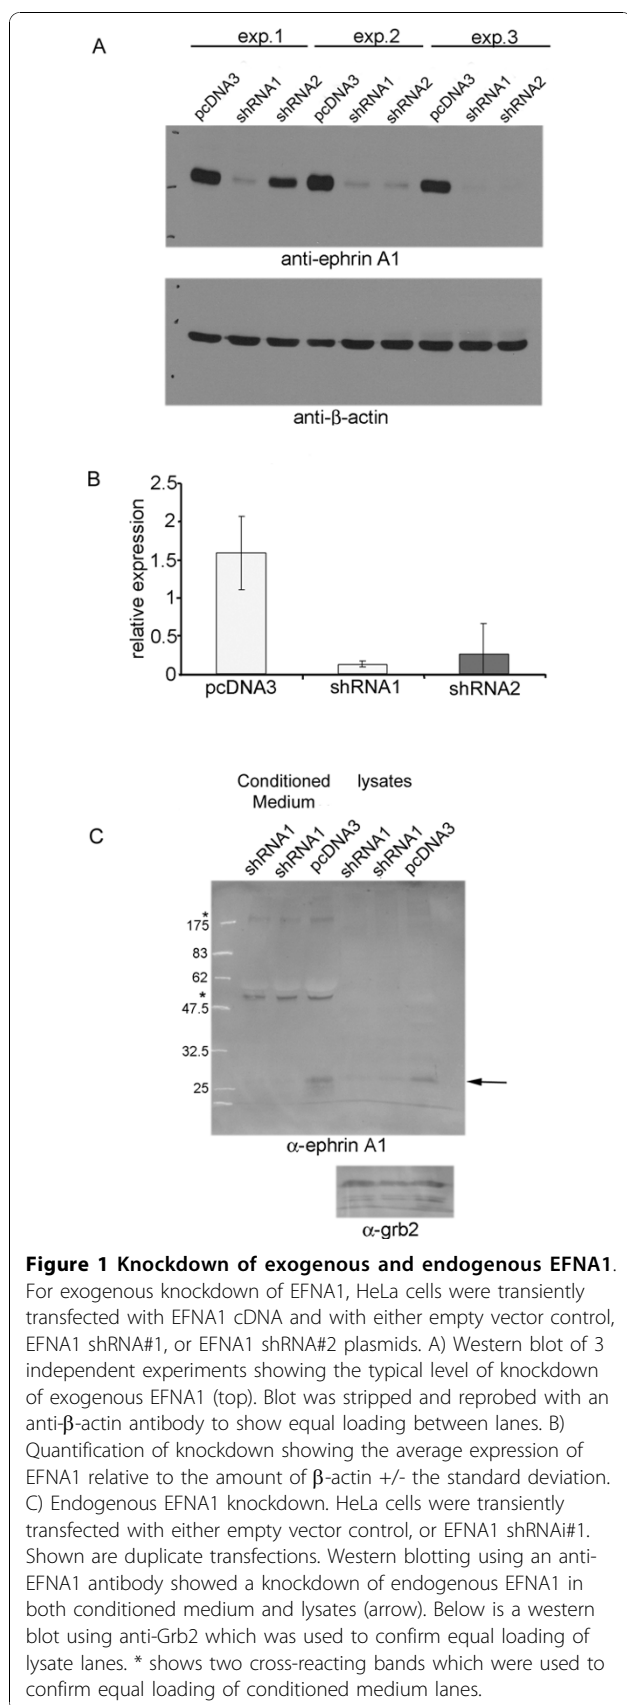 A
exp.1 exp.2 exp.3
pcDNA3 shRNA1 shRNA2 pcDNA3 shRNA1 shRNA2 pcDNA3 shRNA1 shRNA2
anti-ephrin A1
anti-β-actin
B
relative expression
2.5
2
1.5
1
0.5
0
pcDNA3 shRNA1 shRNA2
Conditioned lysates
Medium
C
shRNA1 shRNA1 pcDNA3 shRNA1 shRNA1 pcDNA3
*
175
83
62
*
47.5
32.5
25
α-ephrin A1
α-grb2
Figure 1 Knockdown of exogenous and endogenous EFNA1.
For exogenous knockdown of EFNA1, HeLa cells were transiently
transfected with EFNA1 cDNA and with either empty vector control,
EFNA1 shRNA#1, or EFNA1 shRNA#2 plasmids. A) Western blot of 3
independent experiments showing the typical level of knockdown
of exogenous EFNA1 (top). Blot was stripped and reprobed with an
anti-β-actin antibody to show equal loading between lanes. B)
Quantification of knockdown showing the average expression of
EFNA1 relative to the amount of β-actin +/- the standard deviation.
C) Endogenous EFNA1 knockdown. HeLa cells were transiently
transfected with either empty vector control, or EFNA1 shRNAi#1.
Shown are duplicate transfections. Western blotting using an anti-
EFNA1 antibody showed a knockdown of endogenous EFNA1 in
both conditioned medium and lysates (arrow). Below is a western
blot using anti-Grb2 which was used to confirm equal loading of
lysate lanes. * shows two cross-reacting bands which were used to
confirm equal loading of conditioned medium lanes.